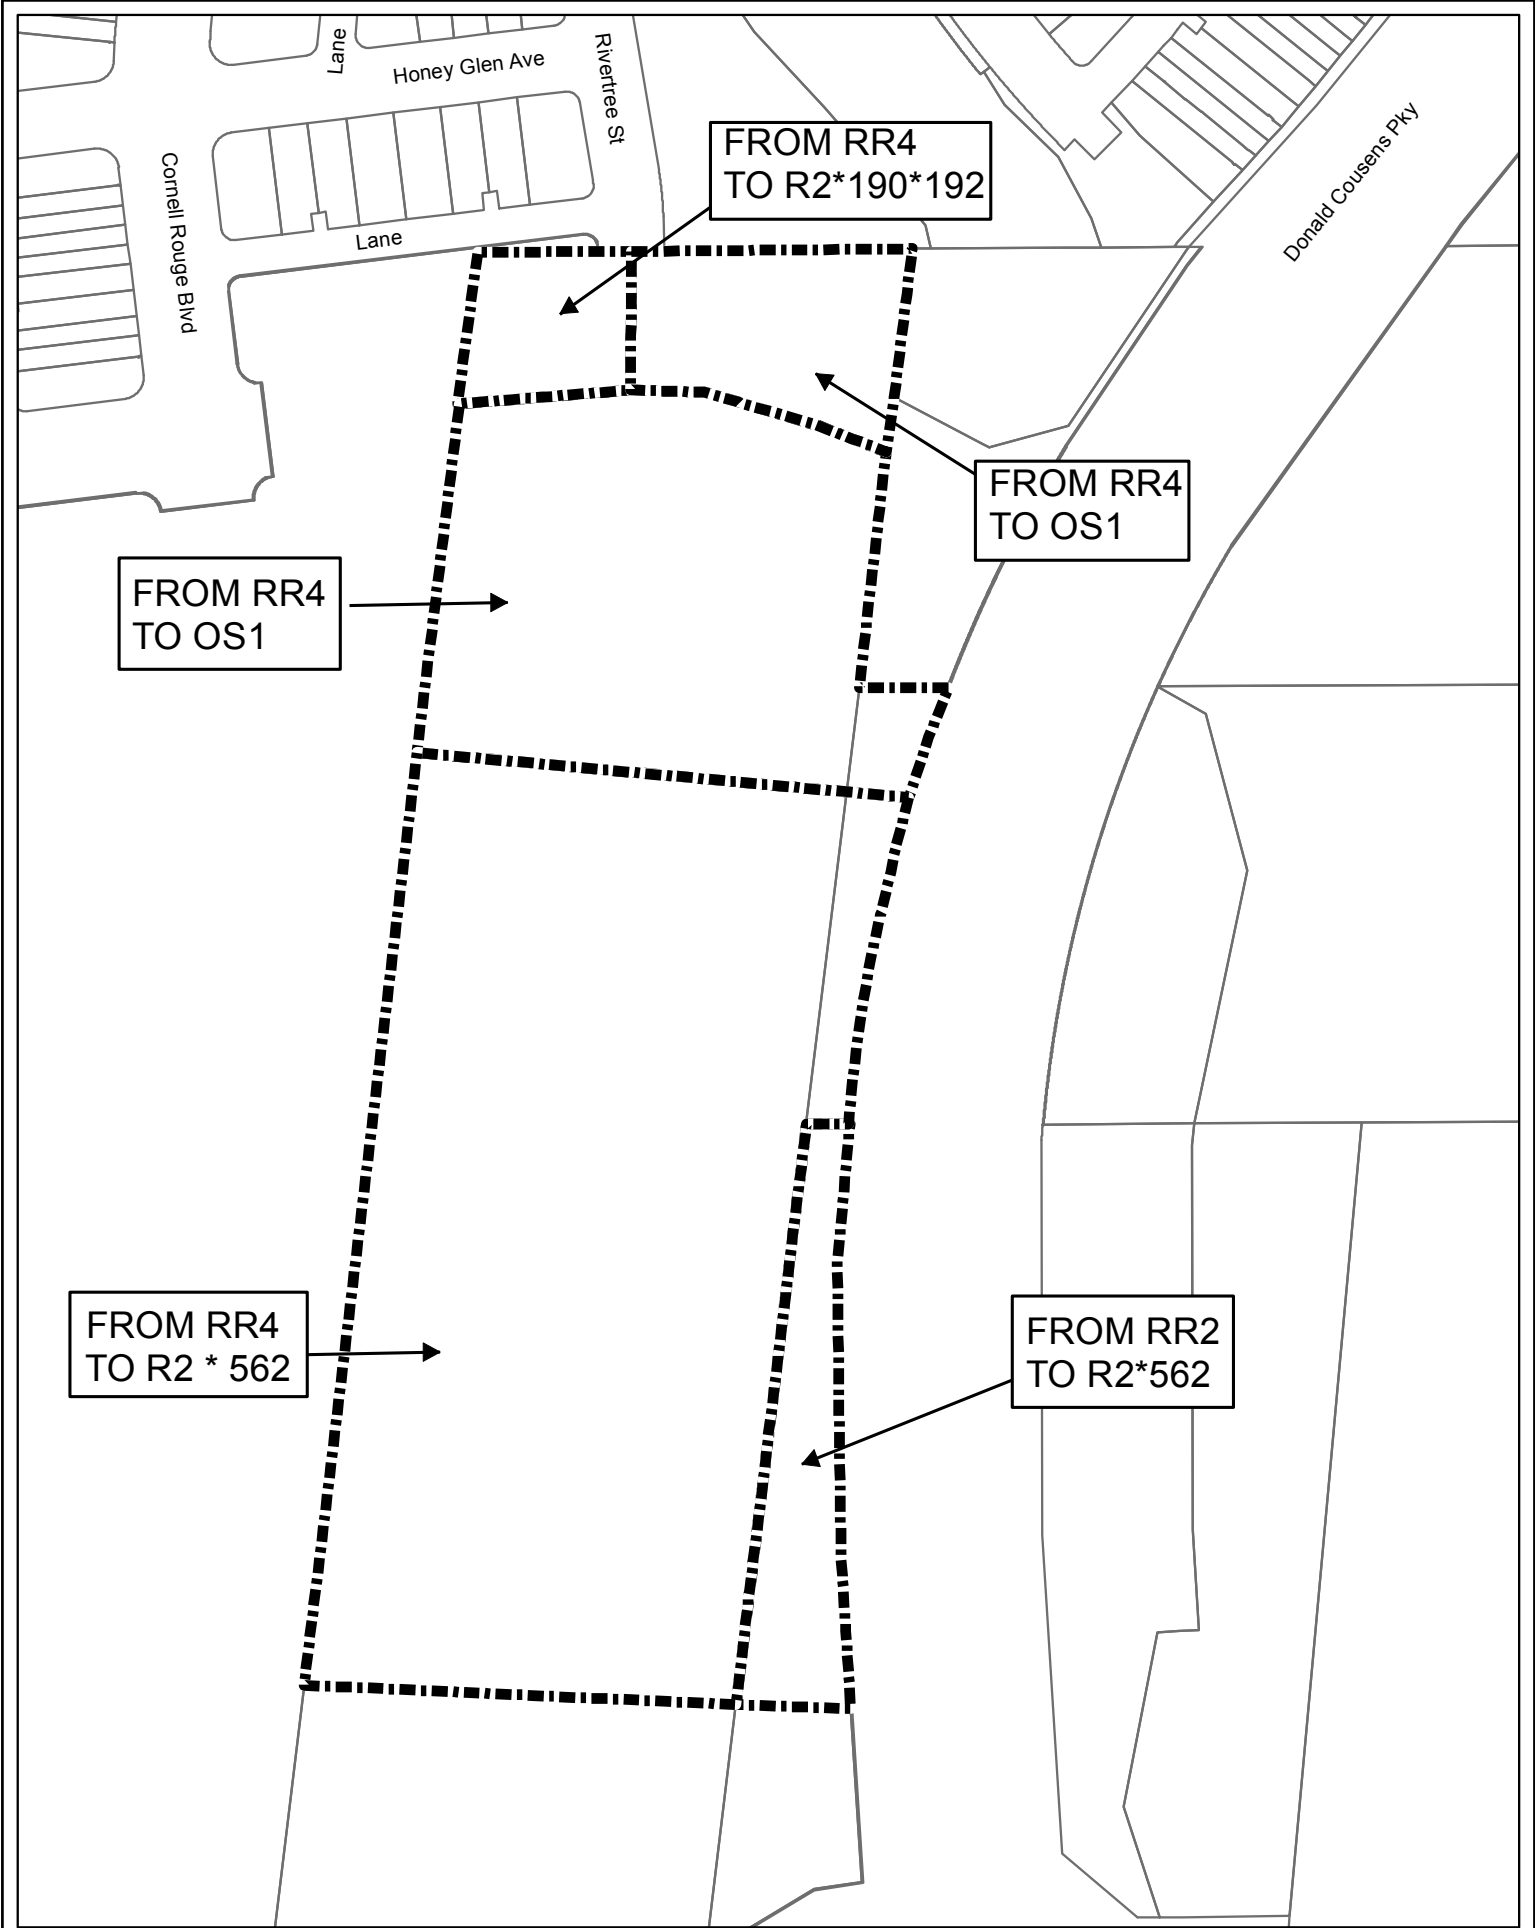 Lane
Honey Glen Ave
Rivertree St
Cornell Rouge Blvd
Lane
Donald Cousens Pky
FROM RR4
TO R2*190*192
FROM RR4
TO OS1
FROM RR4
TO OS1
FROM RR4
TO R2 * 562
FROM RR2
TO R2*562